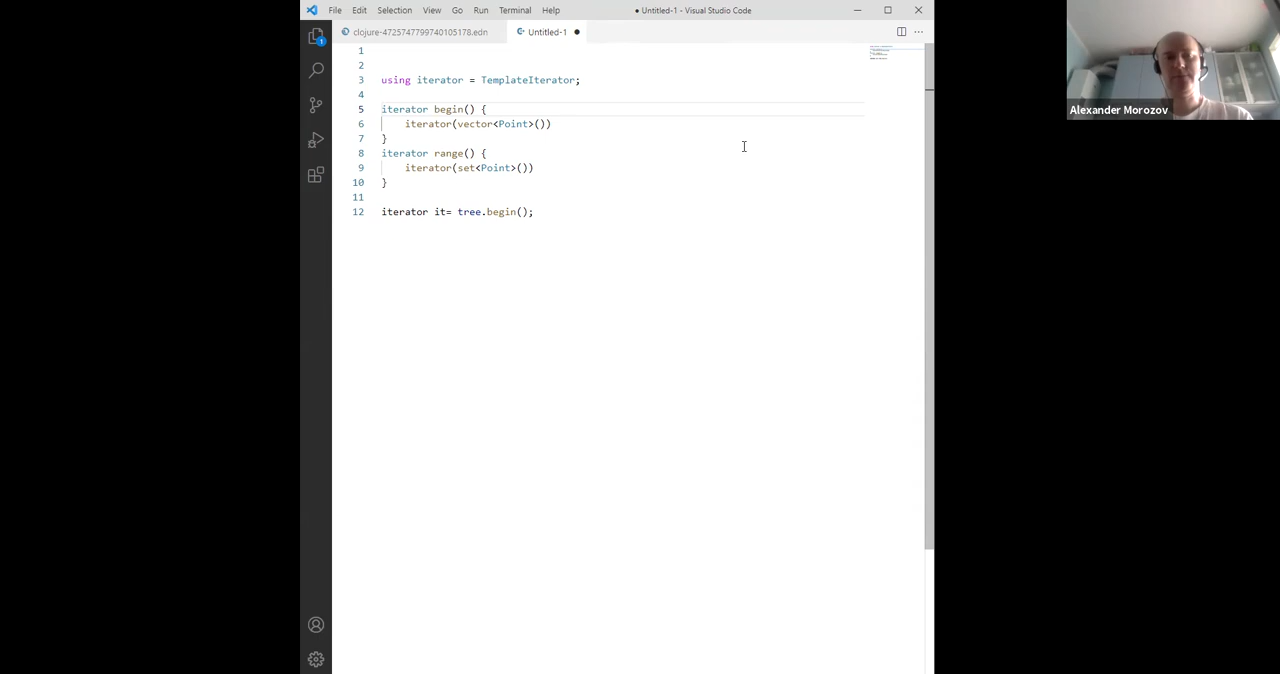 File Edit Selection View Go Run Terminal Help ● Untitled-1 - Visual Studio Code
clojure-4725747799740105178.edn Untitled-1 ●
1
2
3 using iterator = TemplateIterator;
4
5 iterator begin() {
6 iterator(vector<Point>())
7 }
8 iterator range() {
9 iterator(set<Point>())
10 }
11
12 iterator it= tree.begin();
1
Alexander Morozov